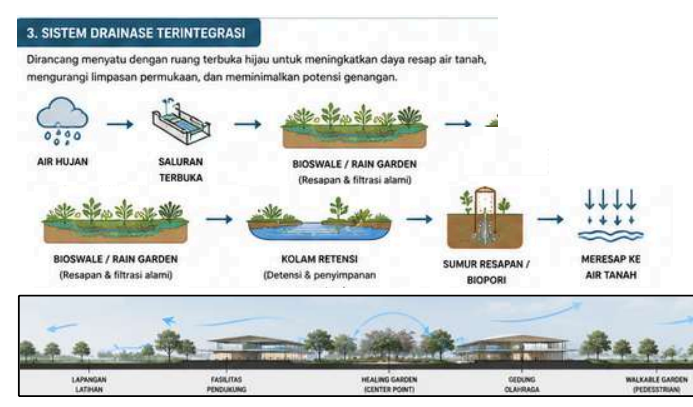 3. SISTEM DRAINASE TERINTEGRASI
Dirancang menyatu dengan ruang terbuka hijau untuk meningkatkan daya resap air tanah,
mengurangi limpasan permukaan, dan meminimalkan potensi genangan.
AIR HUJAN
SALURAN
TERBUKA
BIOSWALE / RAIN GARDEN
(Resapan & filtrasi alami)
BIOSWALE / RAIN GARDEN
(Resapan & filtrasi alami)
KOLAM RETENSI
(Detensi & penyimpanan
SUMUR RESAPAN /
BIOPORI
MERESAP KE
AIR TANAH
LAPANGAN
LATIHAN
FASILITAS
PENDUKUNG
HEALING GARDEN
(CENTER POINT)
GEDUNG
OLAHRAGA
WALKABLE GARDEN
(PEDESSTRIAN)